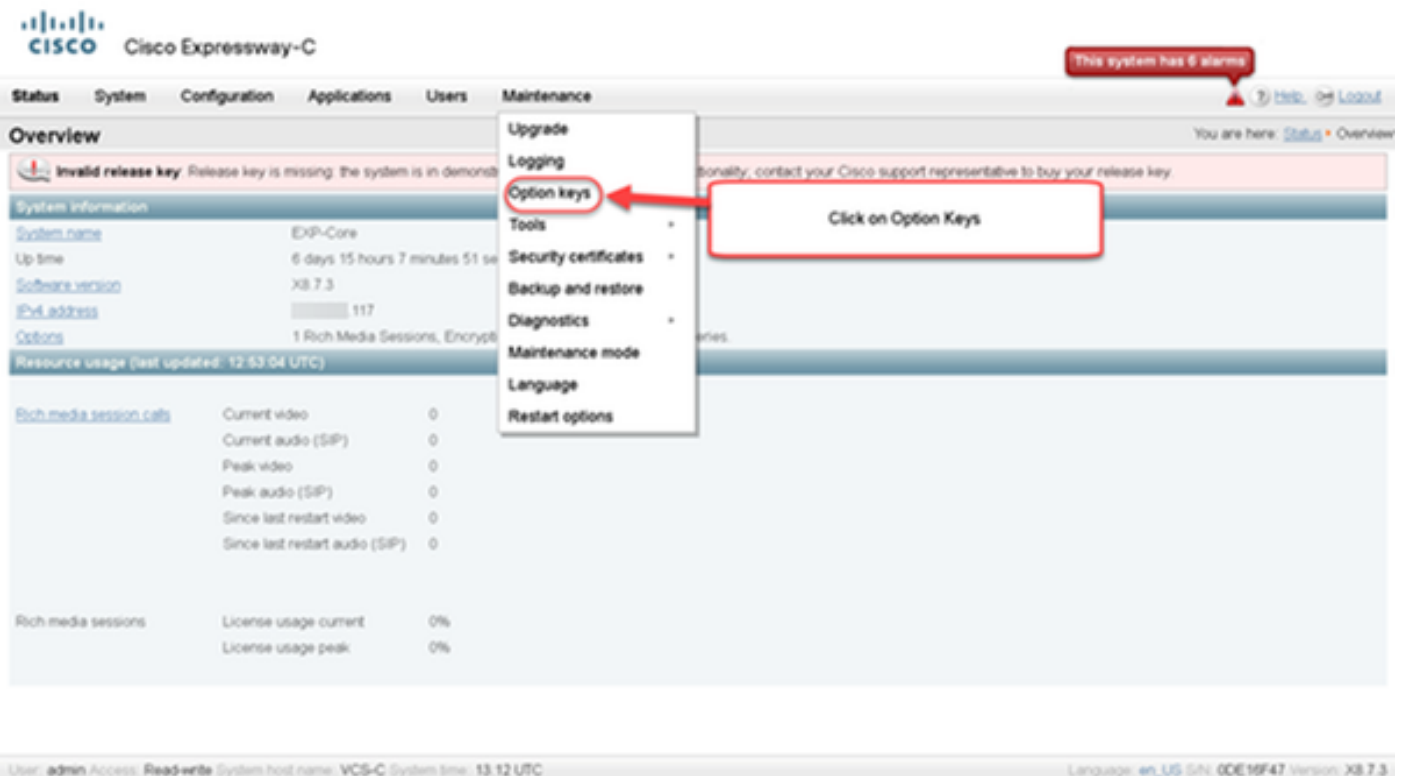 CISCO Cisco Expressway-C
This system has 6 alarms
Status System Configuration Applications Users Maintenance
Help Logout
Overview
You are here: Status Overview
Invalid release key: Release key is missing: the system is in demonst
onality; contact your Cisco support representative to buy your release key.
Upgrade
Logging
Option keys
Tools
Security certificates
Backup and restore
Diagnostics
Maintenance mode
Language
Restart options
Click on Option Keys
System information
System name EXP-Core
Up time 6 days 15 hours 7 minutes 51 se
Software version X8.7.3
IPv4 address .117
Options 1 Rich Media Sessions, Encrypti eries.
Resource usage (last updated: 12:53:04 UTC)
Rich media session calls Current video 0
Current audio (SIP) 0
Peak video 0
Peak audio (SIP) 0
Since last restart video 0
Since last restart audio (SIP) 0
Rich media sessions License usage current 0%
License usage peak 0%
User: admin Access: Read-write System host name: VCS-C System time: 13:12 UTC
Language: en_US S/N: 0DE16F47 Version: X8.7.3